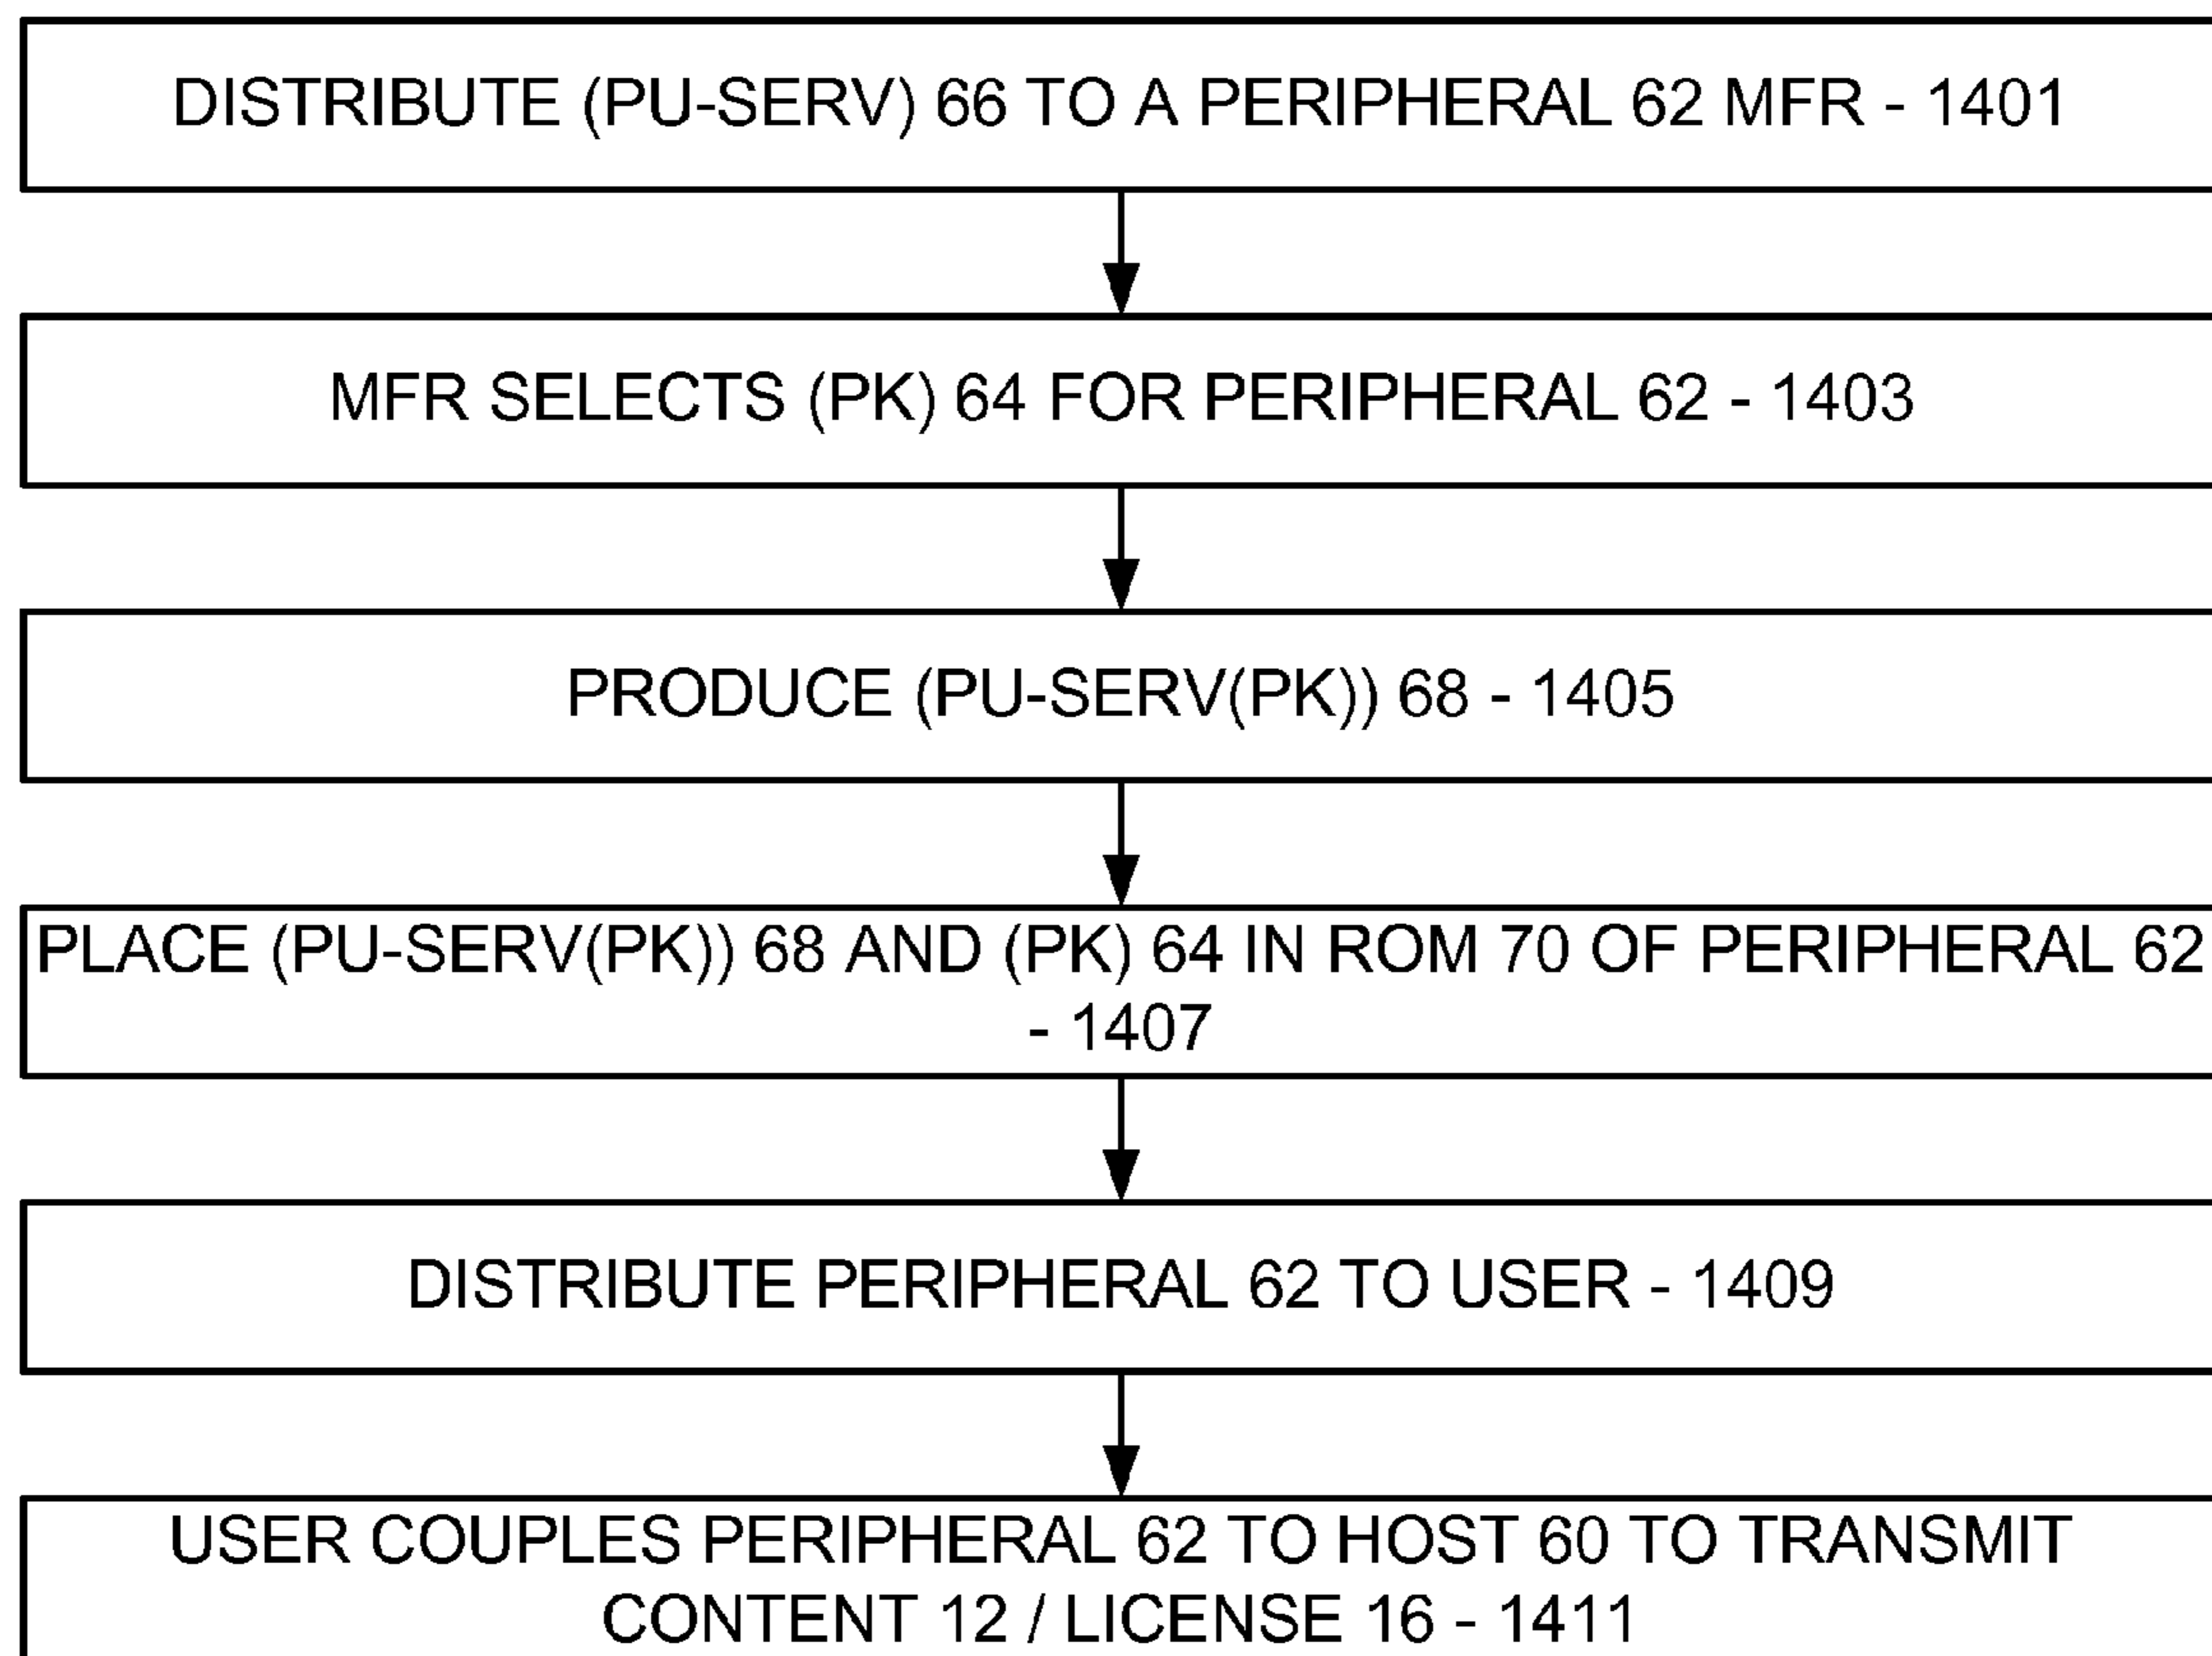 DISTRIBUTE (PU-SERV) 66 TO A PERIPHERAL 62 MFR - 1401
MFR SELECTS (PK) 64 FOR PERIPHERAL 62 - 1403
PRODUCE (PU-SERV(PK)) 68 - 1405
PLACE (PU-SERV(PK)) 68 AND (PK) 64 IN ROM 70 OF PERIPHERAL 62
- 1407
DISTRIBUTE PERIPHERAL 62 TO USER - 1409
USER COUPLES PERIPHERAL 62 TO HOST 60 TO TRANSMIT
CONTENT 12 / LICENSE 16 - 1411